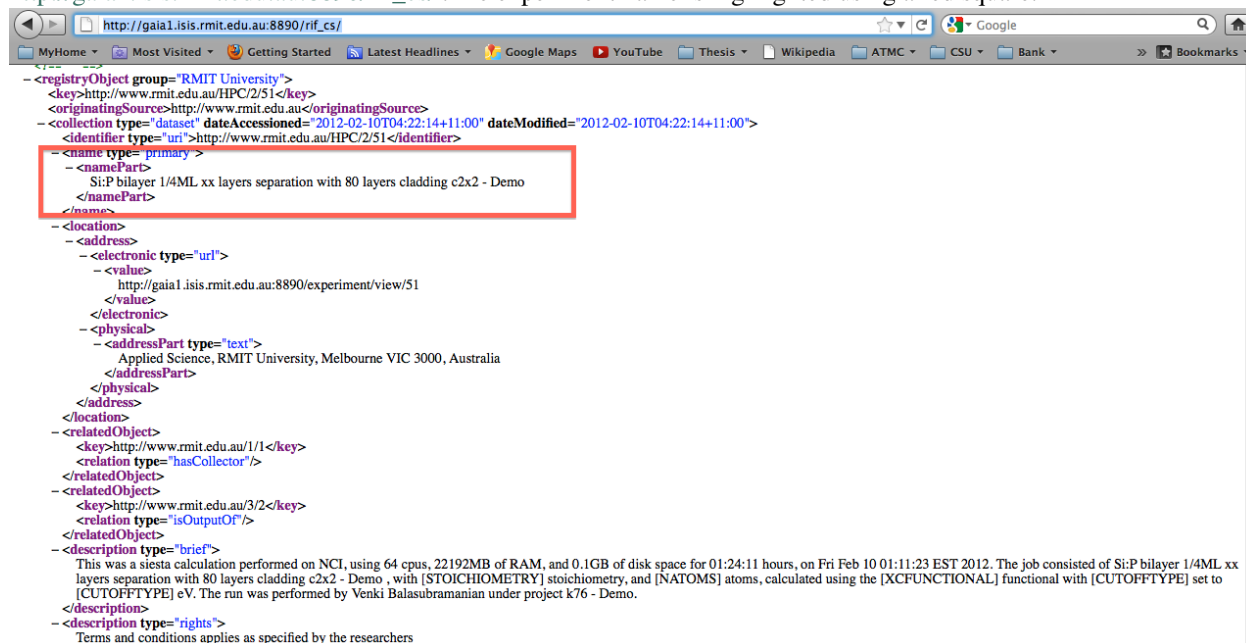 http://gaia1.isis.rmit.edu.au:8890/rif_cs/
Google
MyHome Most Visited Getting Started Latest Headlines Google Maps YouTube Thesis Wikipedia ATMC CSU Bank » Bookmarks
– <registryObject group="RMIT University">
<key>http://www.rmit.edu.au/HPC/2/51</key>
<originatingSource>http://www.rmit.edu.au</originatingSource>
– <collection type="dataset" dateAccessioned="2012-02-10T04:22:14+11:00" dateModified="2012-02-10T04:22:14+11:00">
<identifier type="uri">http://www.rmit.edu.au/HPC/2/51</identifier>
– <name type="primary">
– <namePart>
Si:P bilayer 1/4ML xx layers separation with 80 layers cladding c2x2 - Demo
</namePart>
</name>
– <location>
– <address>
– <electronic type="url">
– <value>
http://gaia1.isis.rmit.edu.au:8890/experiment/view/51
</value>
</electronic>
– <physical>
– <addressPart type="text">
Applied Science, RMIT University, Melbourne VIC 3000, Australia
</addressPart>
</physical>
</address>
</location>
– <relatedObject>
<key>http://www.rmit.edu.au/1/1</key>
<relation type="hasCollector"/>
</relatedObject>
– <relatedObject>
<key>http://www.rmit.edu.au/3/2</key>
<relation type="isOutputOf"/>
</relatedObject>
– <description type="brief">
This was a siesta calculation performed on NCI, using 64 cpus, 22192MB of RAM, and 0.1GB of disk space for 01:24:11 hours, on Fri Feb 10 01:11:23 EST 2012. The job consisted of Si:P bilayer 1/4ML xx
layers separation with 80 layers cladding c2x2 - Demo , with [STOICHIOMETRY] stoichiometry, and [NATOMS] atoms, calculated using the [XCFUNCTIONAL] functional with [CUTOFFTYPE] set to
[CUTOFFTYPE] eV. The run was performed by Venki Balasubramanian under project k76 - Demo.
</description>
– <description type="rights">
Terms and conditions applies as specified by the researchers